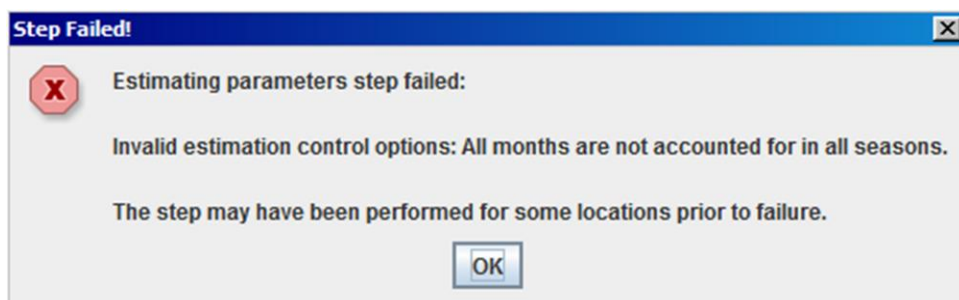 Step Failed!
Estimating parameters step failed:
Invalid estimation control options: All months are not accounted for in all seasons.
The step may have been performed for some locations prior to failure.
OK